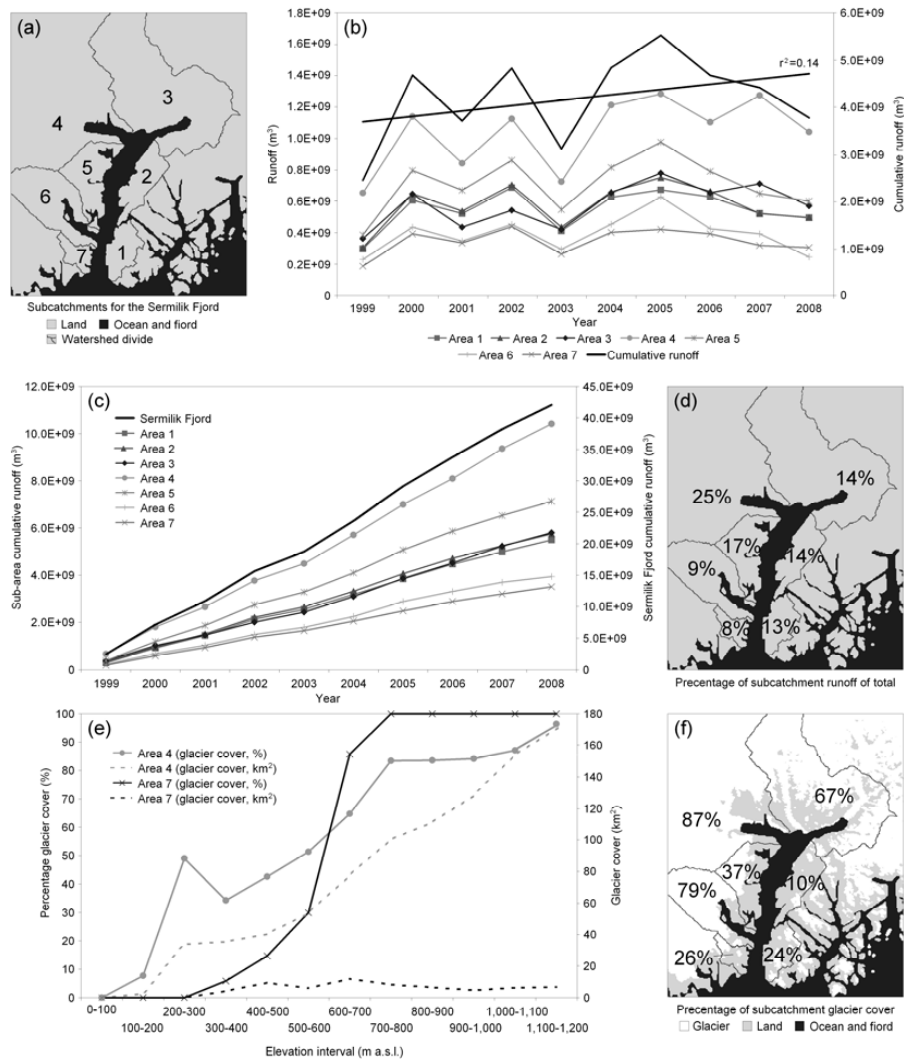 (a)
3
4
5
2
6
7
1
Subcatchments for the Sermilik Fjord
Land Ocean and fiord
Watershed divide
(b)
1.8E+09
1.6E+09
1.4E+09
1.2E+09
1.0E+09
0.8E+09
0.6E+09
0.4E+09
0.2E+09
0
Runoff (m³)
6.0E+09
5.0E+09
4.0E+09
3.0E+09
2.0E+09
1.0E+09
0
Cumulative runoff (m³)
r²=0.14
1999 2000 2001 2002 2003 2004 2005 2006 2007 2008
Year
Area 1 Area 2 Area 3 Area 4 Area 5
Area 6 Area 7 Cumulative runoff
(c)
12.0E+09
10.0E+09
8.0E+09
6.0E+09
4.0E+09
2.0E+09
0
Sub-area cumulative runoff (m³)
Sermilik Fjord
Area 1
Area 2
Area 3
Area 4
Area 5
Area 6
Area 7
45.0E+09
40.0E+09
35.0E+09
30.0E+09
25.0E+09
20.0E+09
15.0E+09
10.0E+09
5.0E+09
0
Sermilik Fjord cumulative runoff (m³)
1999 2000 2001 2002 2003 2004 2005 2006 2007 2008
Year
(d)
14%
25%
17%
14%
9%
8%
13%
Precentage of subcatchment runoff of total
(e)
100
90
80
70
60
50
40
30
20
10
0
Percentage glacier cover (%)
Area 4 (glacier cover, %)
Area 4 (glacier cover, km²)
Area 7 (glacier cover, %)
Area 7 (glacier cover, km²)
180
160
140
120
100
80
60
40
20
0
Glacier cover (km²)
0-100 200-300 400-500 600-700 800-900 1,000-1,100
100-200 300-400 500-600 700-800 900-1,000 1,100-1,200
Elevation interval (m a.s.l.)
(f)
67%
87%
37%
10%
79%
26%
24%
Precentage of subcatchment glacier cover
Glacier Land Ocean and fiord